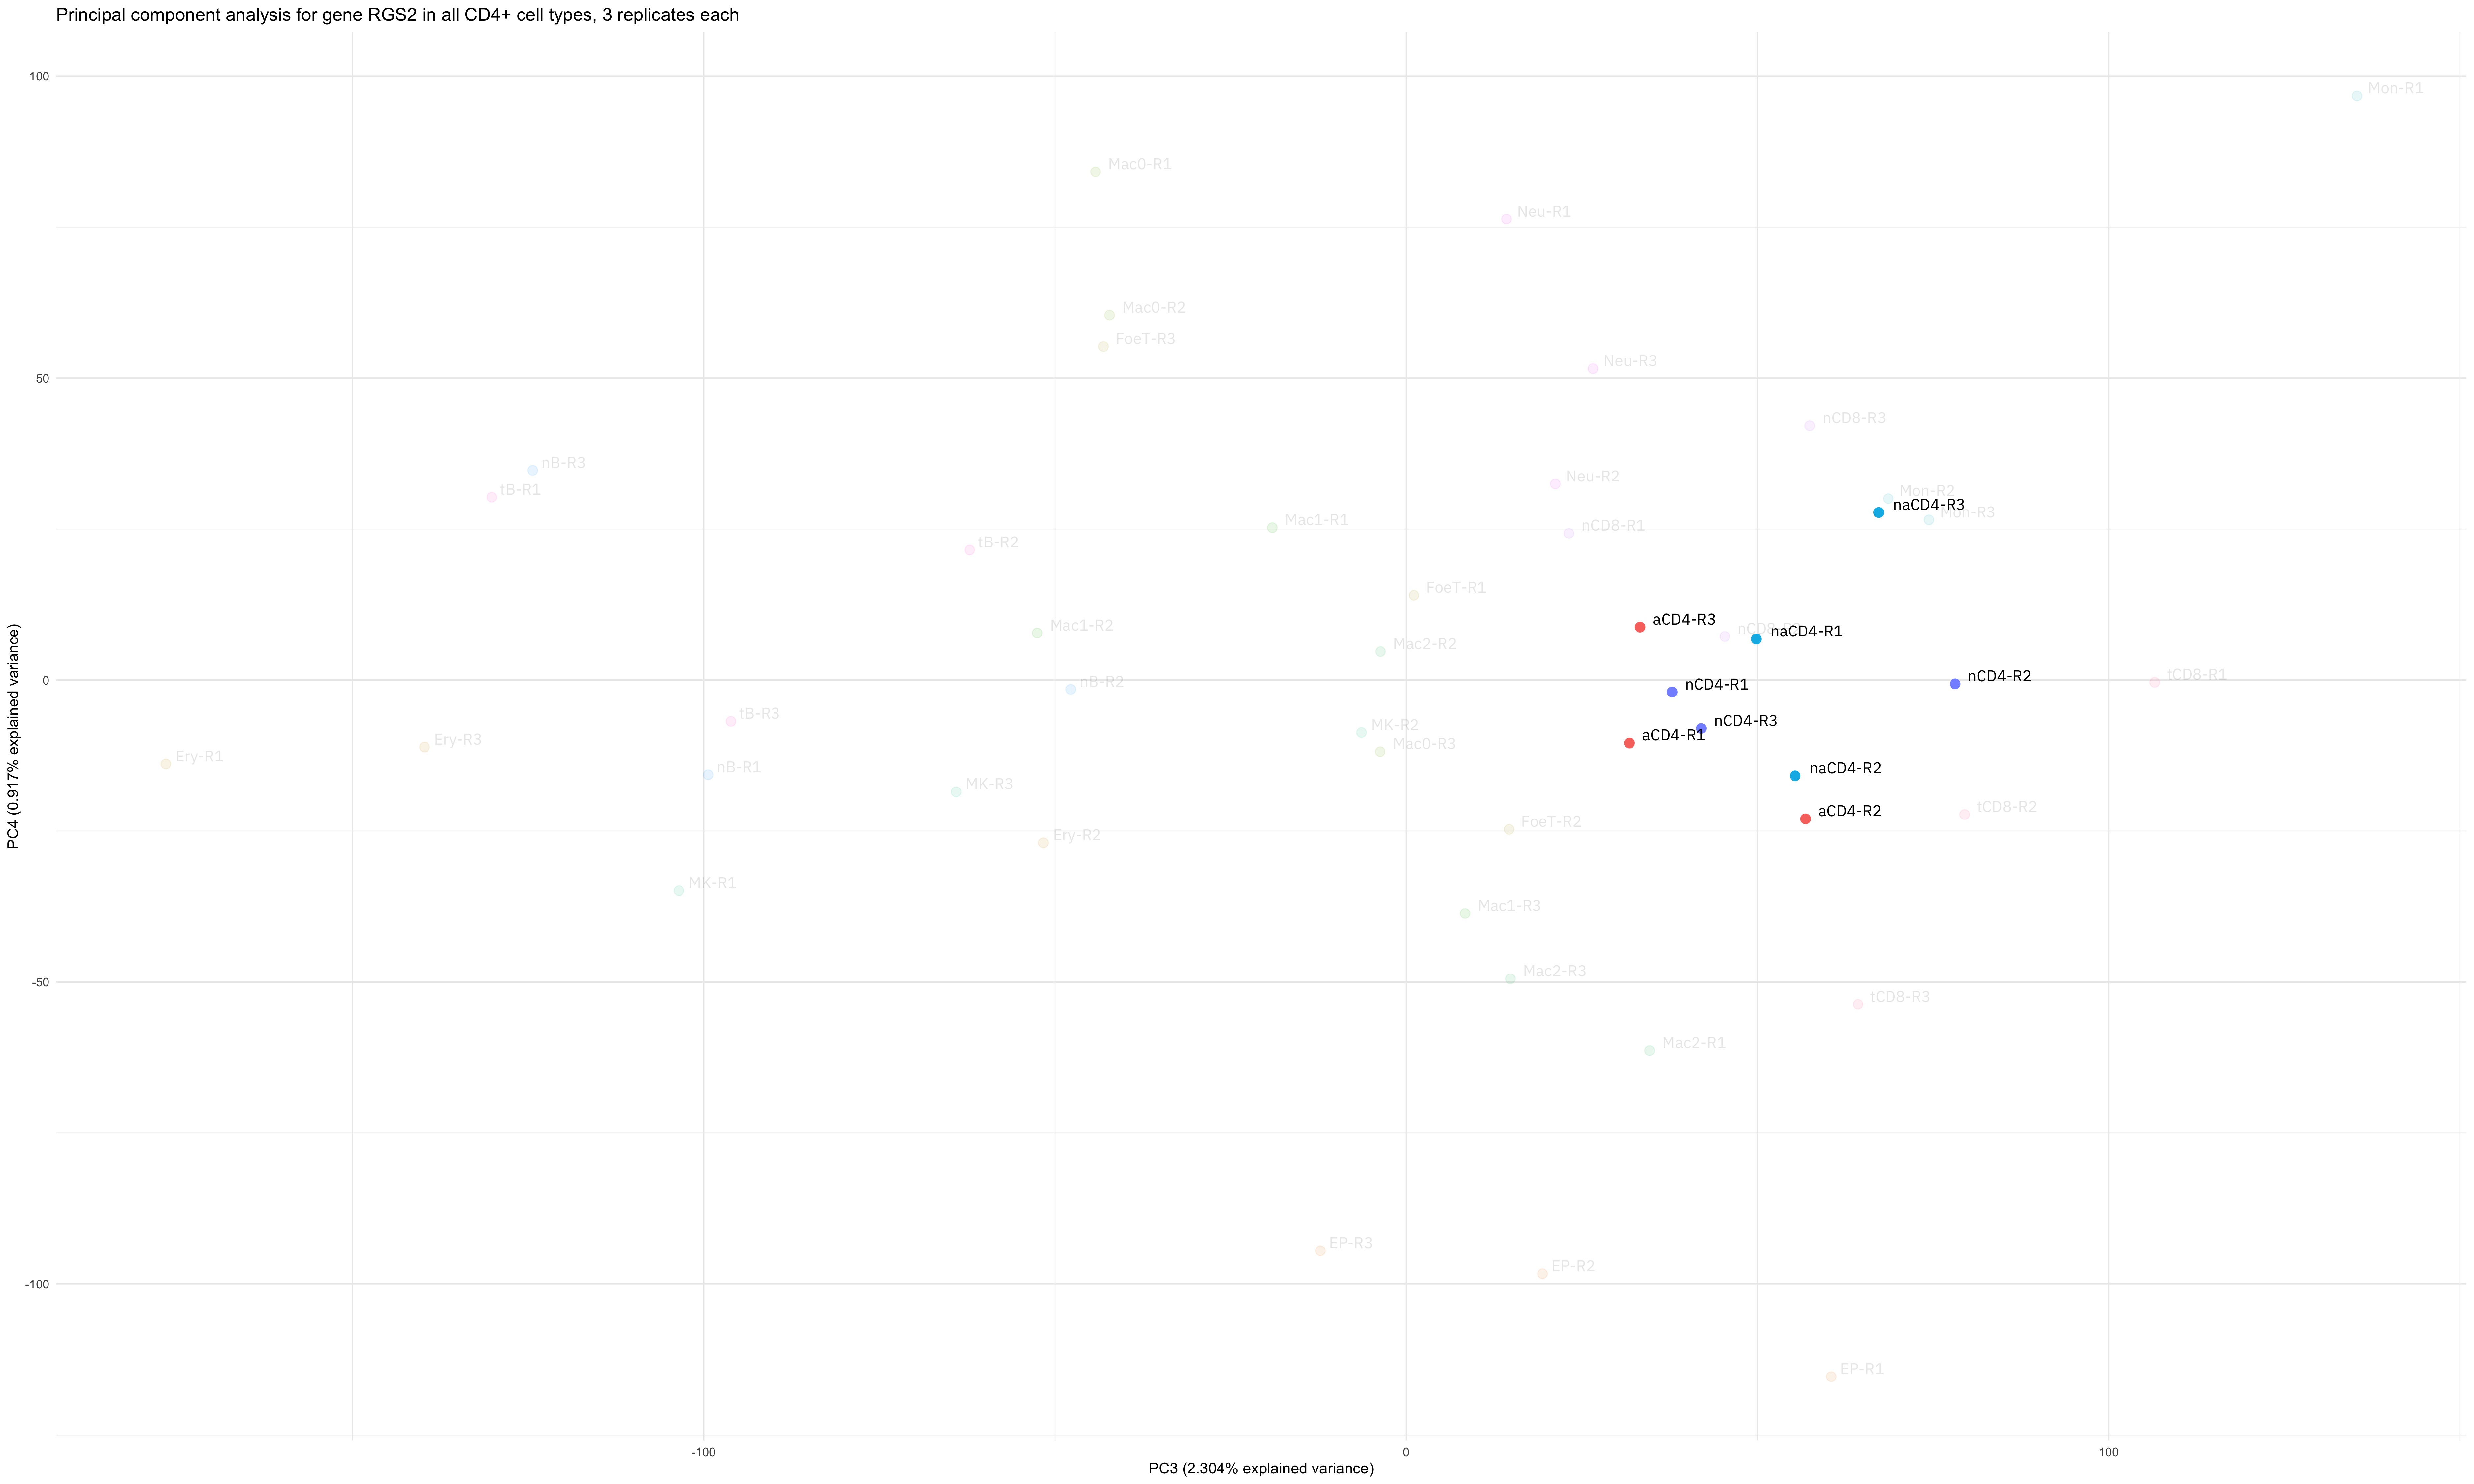 Principal component analysis for gene RGS2 in all CD4+ cell types, 3 replicates each
100
Mon-R1
Mac0-R1
Neu-R1
Mac0-R2
FoeT-R3
Neu-R3
50
nCD8-R3
nB-R3
tB-R1
Neu-R2
Mon-R2
naCD4-R3
Mon-R3
Mac1-R1
nCD8-R1
tB-R2
FoeT-R1
aCD4-R3
Mac1-R2
naCD4-R1
Mac2-R2
0
nB-R2
nCD4-R1
nCD4-R2
tCD8-R1
tB-R3
nCD4-R3
MK-R2
aCD4-R1
Ery-R3
Mac0-R3
Ery-R1
nB-R1
naCD4-R2
MK-R3
aCD4-R2
tCD8-R2
FoeT-R2
Ery-R2
MK-R1
Mac1-R3
Mac2-R3
-50
tCD8-R3
Mac2-R1
EP-R3
EP-R2
-100
EP-R1
-100
0
100
PC3 (2.304% explained variance)
PC4 (0.917% explained variance)